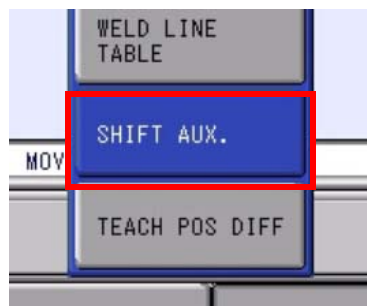 WELD LINE
TABLE
SHIFT AUX.
MOV
TEACH POS DIFF